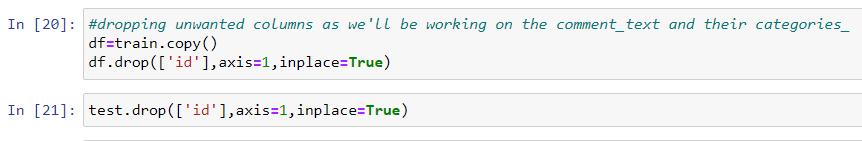 In [20]: #dropping unwanted columns as we'll be working on the comment_text and their categories_
df=train.copy()
df.drop(['id'],axis=1,inplace=True)
In [21]: test.drop(['id'],axis=1,inplace=True)